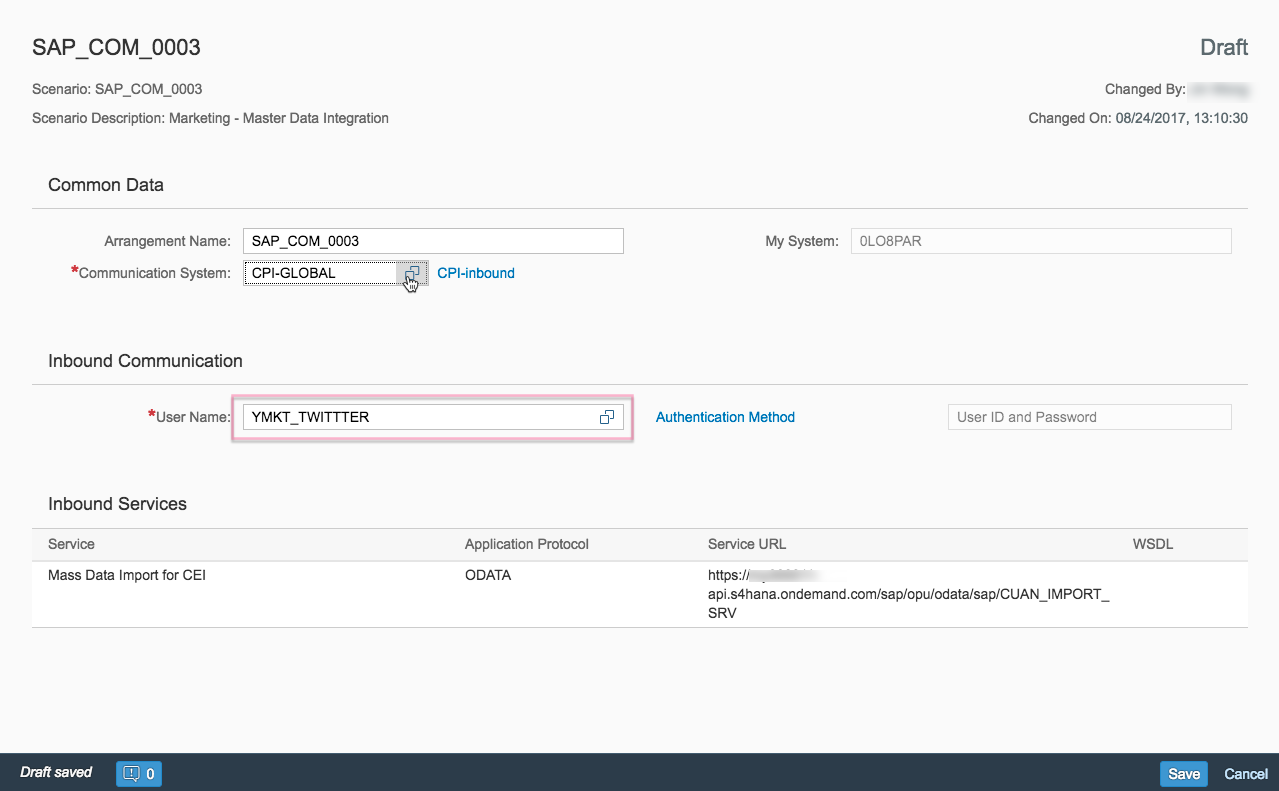 SAP_COM_0003
Draft
Scenario: SAP_COM_0003
Changed By:
Scenario Description: Marketing - Master Data Integration
Changed On: 08/24/2017, 13:10:30
Common Data
Arrangement Name: SAP_COM_0003
My System: 0LO8PAR
*Communication System: CPI-GLOBAL CPI-inbound
Inbound Communication
*User Name: YMKT_TWITTTER
Authentication Method
User ID and Password
Inbound Services
Service Application Protocol Service URL WSDL
Mass Data Import for CEI ODATA https://
api.s4hana.ondemand.com/sap/opu/odata/sap/CUAN_IMPORT_
SRV
Draft saved 0 Save Cancel